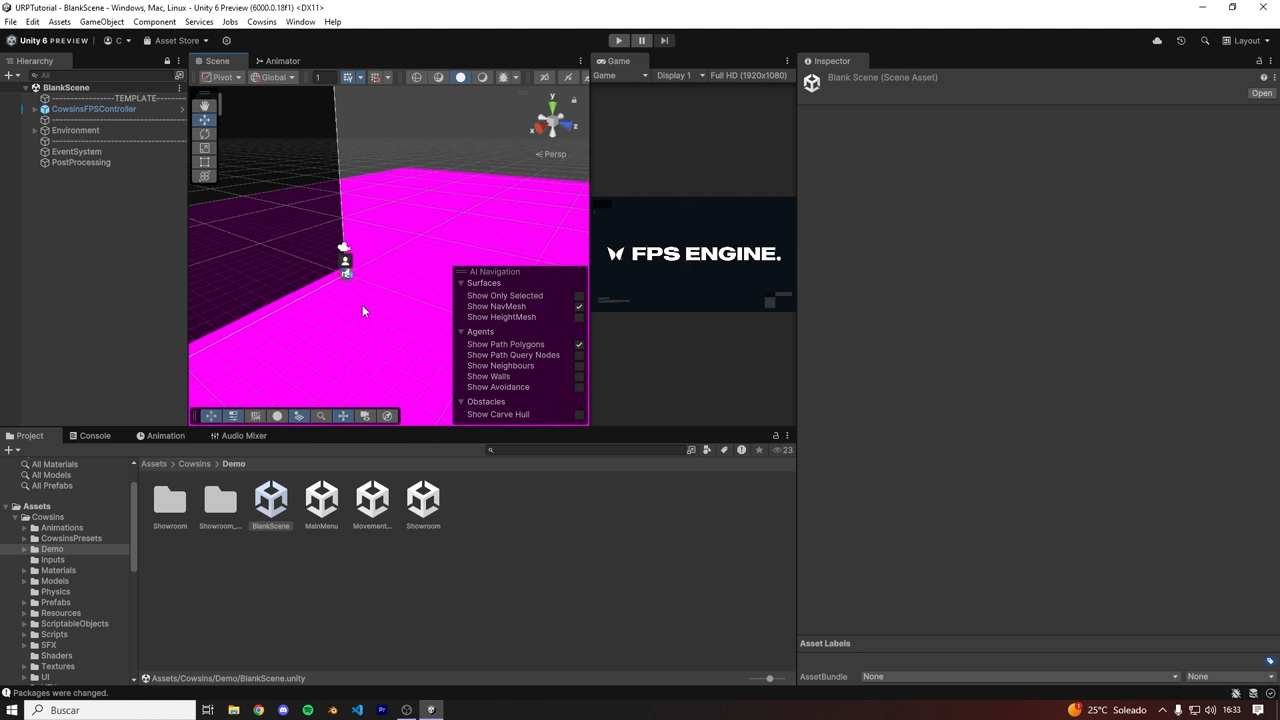 URPTutorial - BlankScene - Windows, Mac, Linux - Unity 6 Preview (6000.0.18f1) <DX11>
File Edit Assets GameObject Component Services Jobs Cowsins Window Help
Unity 6 PREVIEW C Asset Store Layout
Hierarchy
All
BlankScene
------------------TEMPLATE------------------
CowsinsFPSController
Environment
EventSystem
PostProcessing
Scene Animator
Pivot Global 1
y
x
z
Persp
AI Navigation
Surfaces
Show Only Selected
Show NavMesh
Show HeightMesh
Agents
Show Path Polygons
Show Path Query Nodes
Show Neighbours
Show Walls
Show Avoidance
Obstacles
Show Carve Hull
Game
Game Display 1 Full HD (1920x1080)
FPS ENGINE.
Inspector
Blank Scene (Scene Asset)
Open
Project Console Animation Audio Mixer
23
All Materials
All Models
All Prefabs
Assets
Cowsins
Animations
CowsinsPresets
Demo
Inputs
Materials
Models
Physics
Prefabs
Resources
ScriptableObjects
Scripts
SFX
Shaders
Textures
UI
Assets > Cowsins > Demo
Showroom Showroom_... BlankScene MainMenu Movement... Showroom
Assets/Cowsins/Demo/BlankScene.unity
Asset Labels
AssetBundle None None
Packages were changed.
Buscar
25°C Soleado
16:33